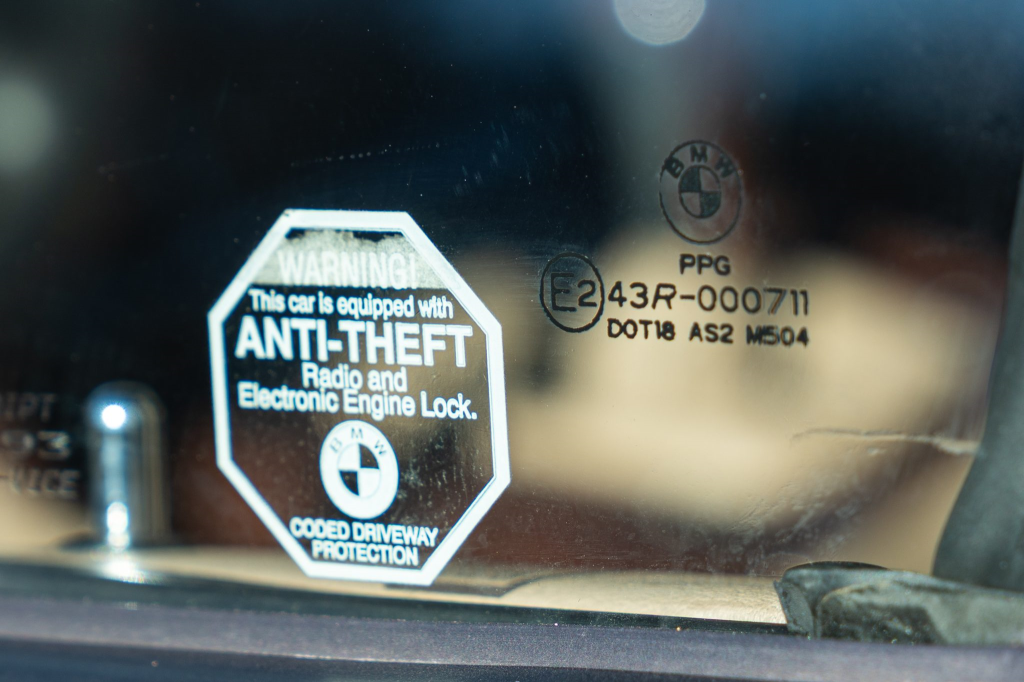 WARNING!
This car is equipped with
ANTI-THEFT
Radio and
Electronic Engine Lock.
BMW
CODED DRIVEWAY
PROTECTION
BMW
PPG
E2 43R-000711
DOT18 AS2 M504
93